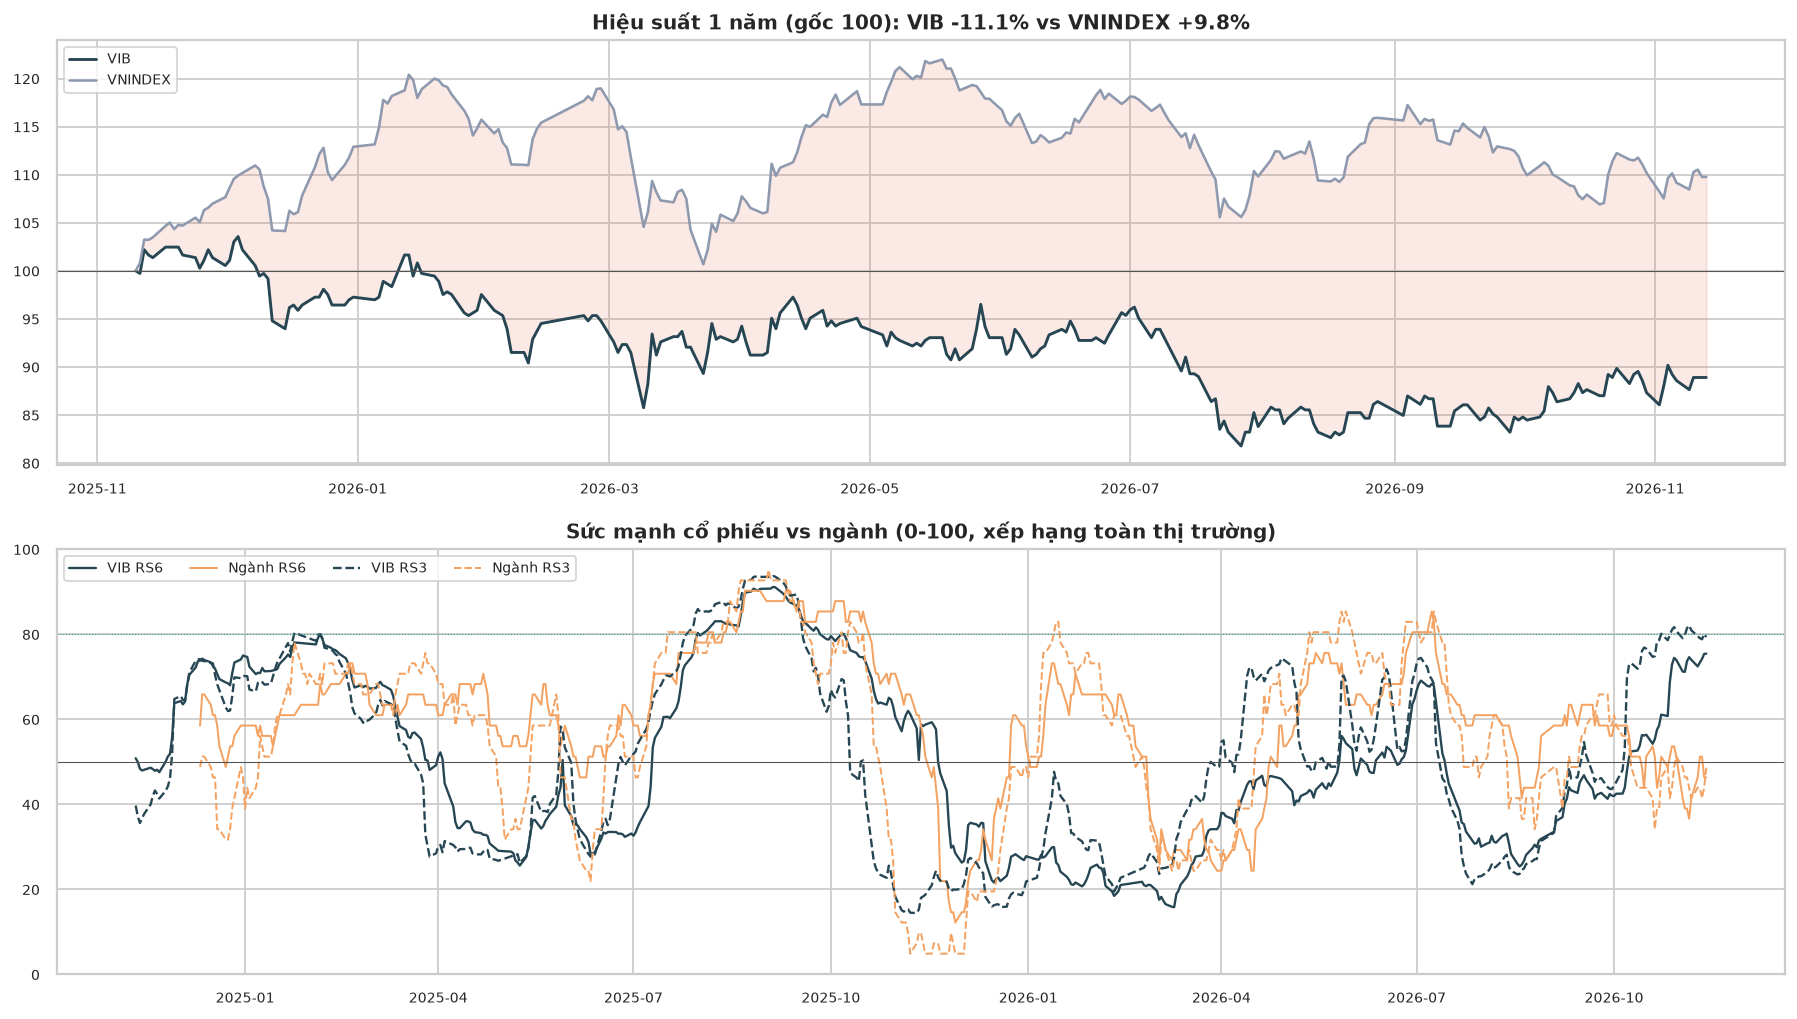 Hiệu suất 1 năm (gốc 100): VIB -11.1% vs VNINDEX +9.8%
VIB
VNINDEX
120
115
110
105
100
95
90
85
80
2025-11 2026-01 2026-03 2026-05 2026-07 2026-09 2026-11
Sức mạnh cổ phiếu vs ngành (0-100, xếp hạng toàn thị trường)
VIB RS6 Ngành RS6 VIB RS3 Ngành RS3
100
80
60
40
20
0
2025-01 2025-04 2025-07 2025-10 2026-01 2026-04 2026-07 2026-10